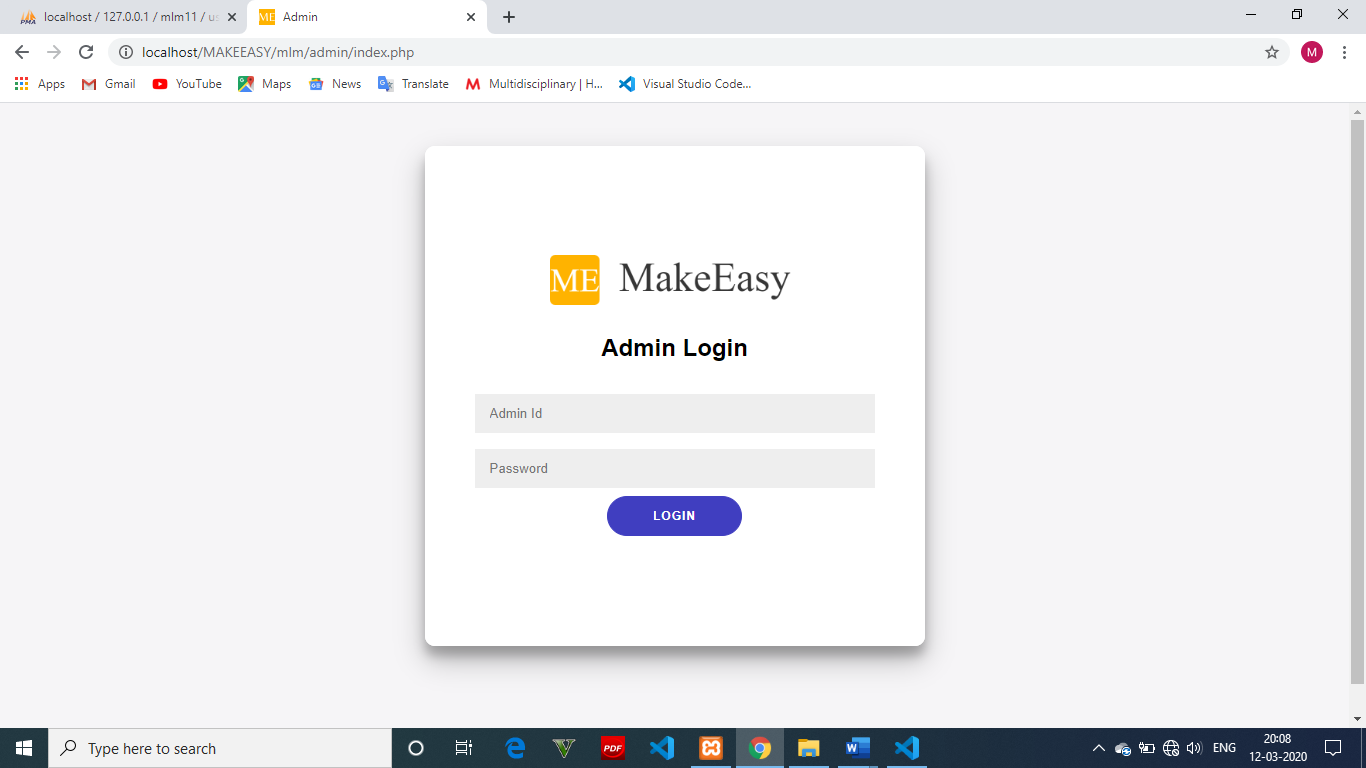 localhost / 127.0.0.1 / mlm11 / us
Admin
localhost/MAKEEASY/mlm/admin/index.php
M
Apps Gmail YouTube Maps News Translate Multidisciplinary | H... Visual Studio Code...
ME MakeEasy
Admin Login
Admin Id
Password
LOGIN
Type here to search
PDF
ENG
20:08
12-03-2020